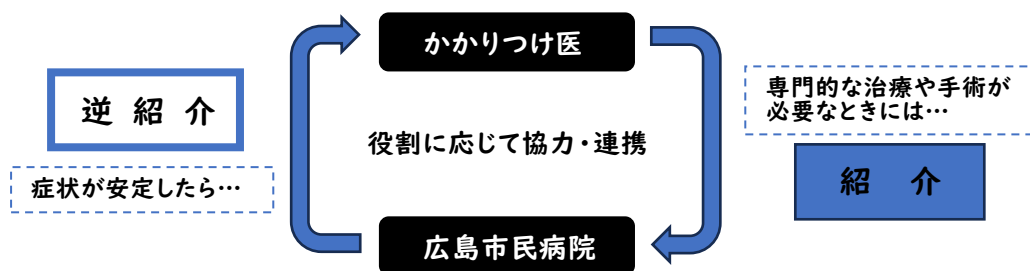 かかりつけ医
専門的な治療や手術が
必要なときには…
紹　介
逆 紹 介
役割に応じて協力・連携
症状が安定したら…
広島市民病院